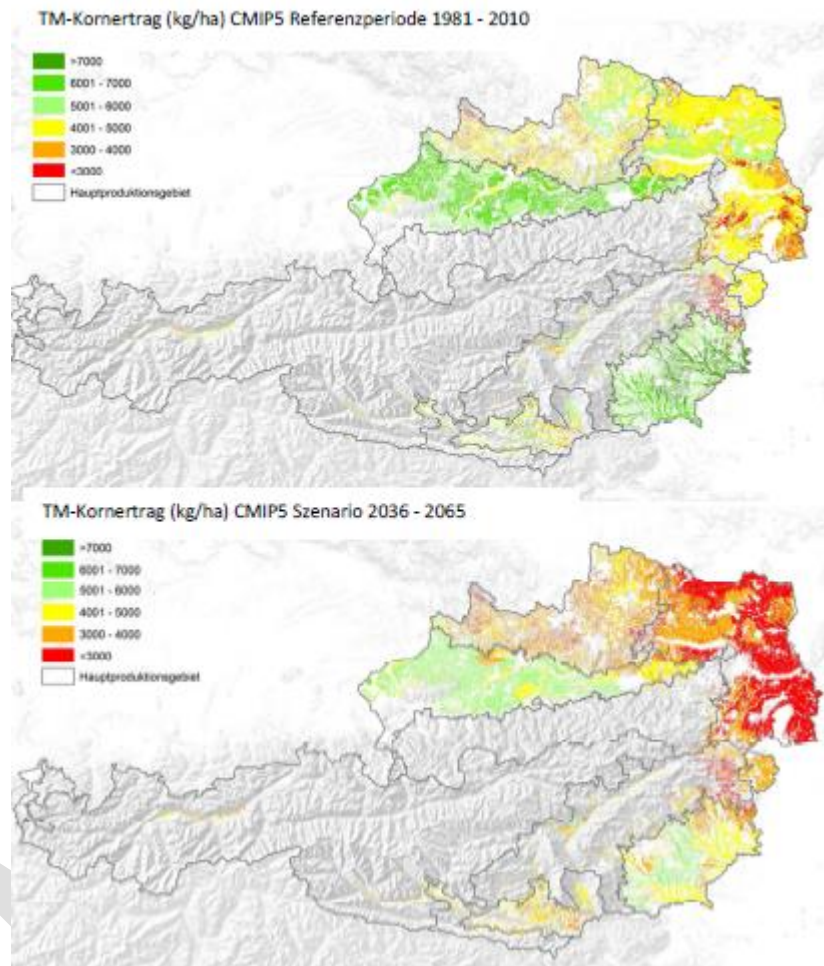 TM-Kornertrag (kg/ha) CMIP5 Referenzperiode 1981 - 2010
>7000
6001 - 7000
5001 - 6000
4001 - 5000
3000 - 4000
<3000
Hauptproduktionsgebiet
TM-Kornertrag (kg/ha) CMIP5 Szenario 2036 - 2065
>7000
6001 - 7000
5001 - 6000
4001 - 5000
3000 - 4000
<3000
Hauptproduktionsgebiet